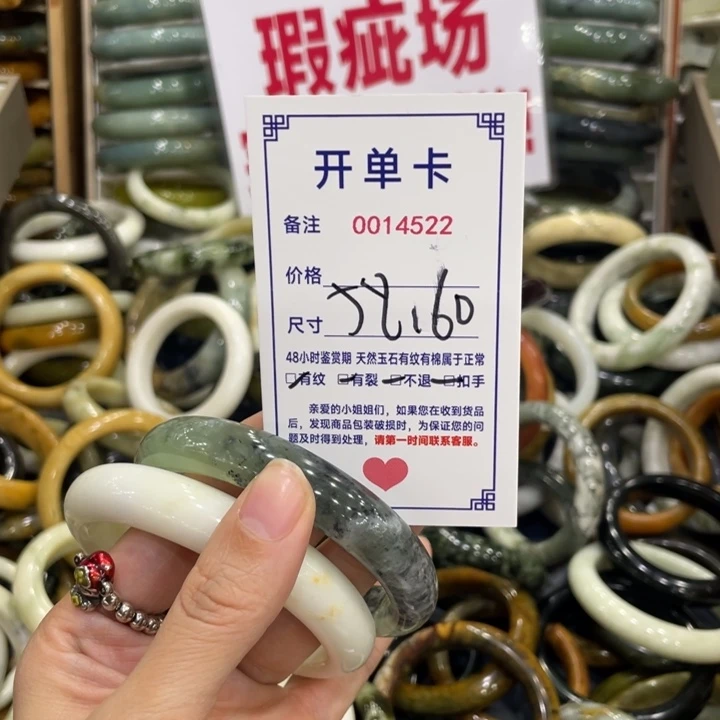 瑕疵场
开单卡
备注 0014522
价格
尺寸
48小时鉴赏期 天然玉石有纹有棉属于正常
□有纹 □有裂 □不退 □扣手
亲爱的小姐姐们，如果您在收到货品
后，发现商品包装破损时，为保证您的问
题及时得到处理，请第一时间联系客服。